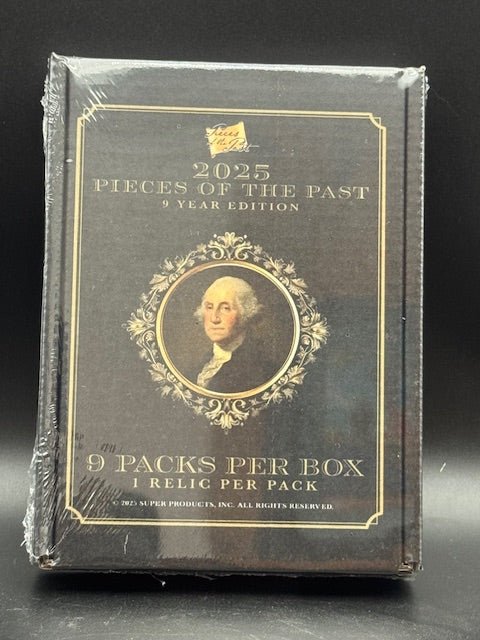 Pieces
of the
Past
2025
PIECES OF THE PAST
9 YEAR EDITION
9 PACKS PER BOX
1 RELIC PER PACK
© 2025 SUPER PRODUCTS, INC. ALL RIGHTS RESERVED.